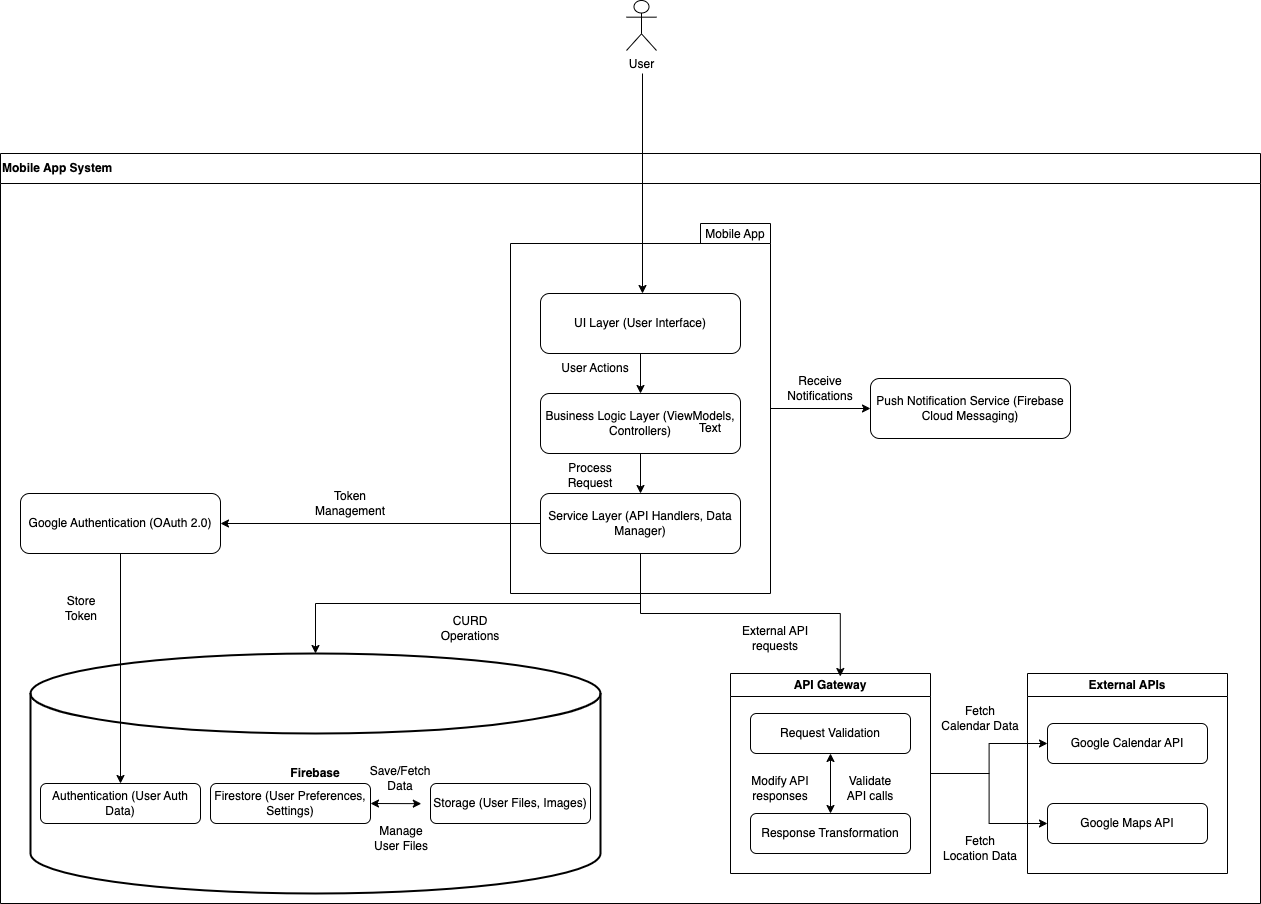 User
Mobile App System
Mobile App
UI Layer (User Interface)
User Actions
Receive
Notifications
Push Notification Service (Firebase
Cloud Messaging)
Business Logic Layer (ViewModels,
Controllers)
Text
Process
Request
Token
Management
Google Authentication (OAuth 2.0)
Service Layer (API Handlers, Data
Manager)
Store
Token
CURD
Operations
External API
requests
API Gateway
External APIs
Request Validation
Fetch
Calendar Data
Google Calendar API
Modify API
responses
Validate
API calls
Response Transformation
Google Maps API
Fetch
Location Data
Firebase
Save/Fetch
Data
Authentication (User Auth
Data)
Firestore (User Preferences,
Settings)
Storage (User Files, Images)
Manage
User Files